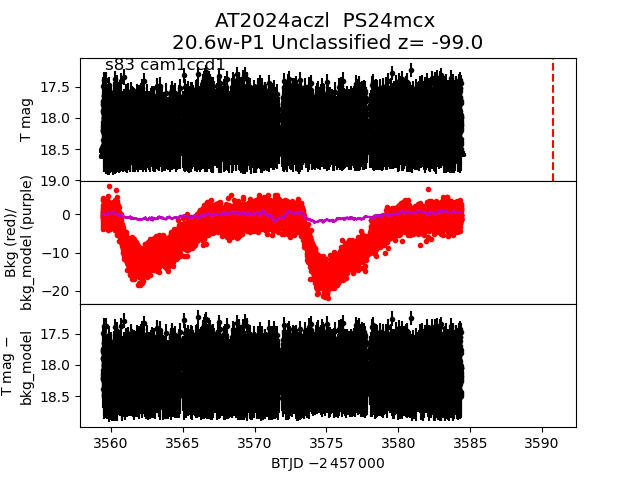 AT2024aczl PS24mcx
20.6w-P1 Unclassified z= -99.0
s83 cam1ccd1
17.5
18.0
18.5
19.0
T mag
0
−10
−20
Bkg (red)/
bkg_model (purple)
17.5
18.0
18.5
T mag −
bkg_model
3560 3565 3570 3575 3580 3585 3590
BTJD −2 457 000